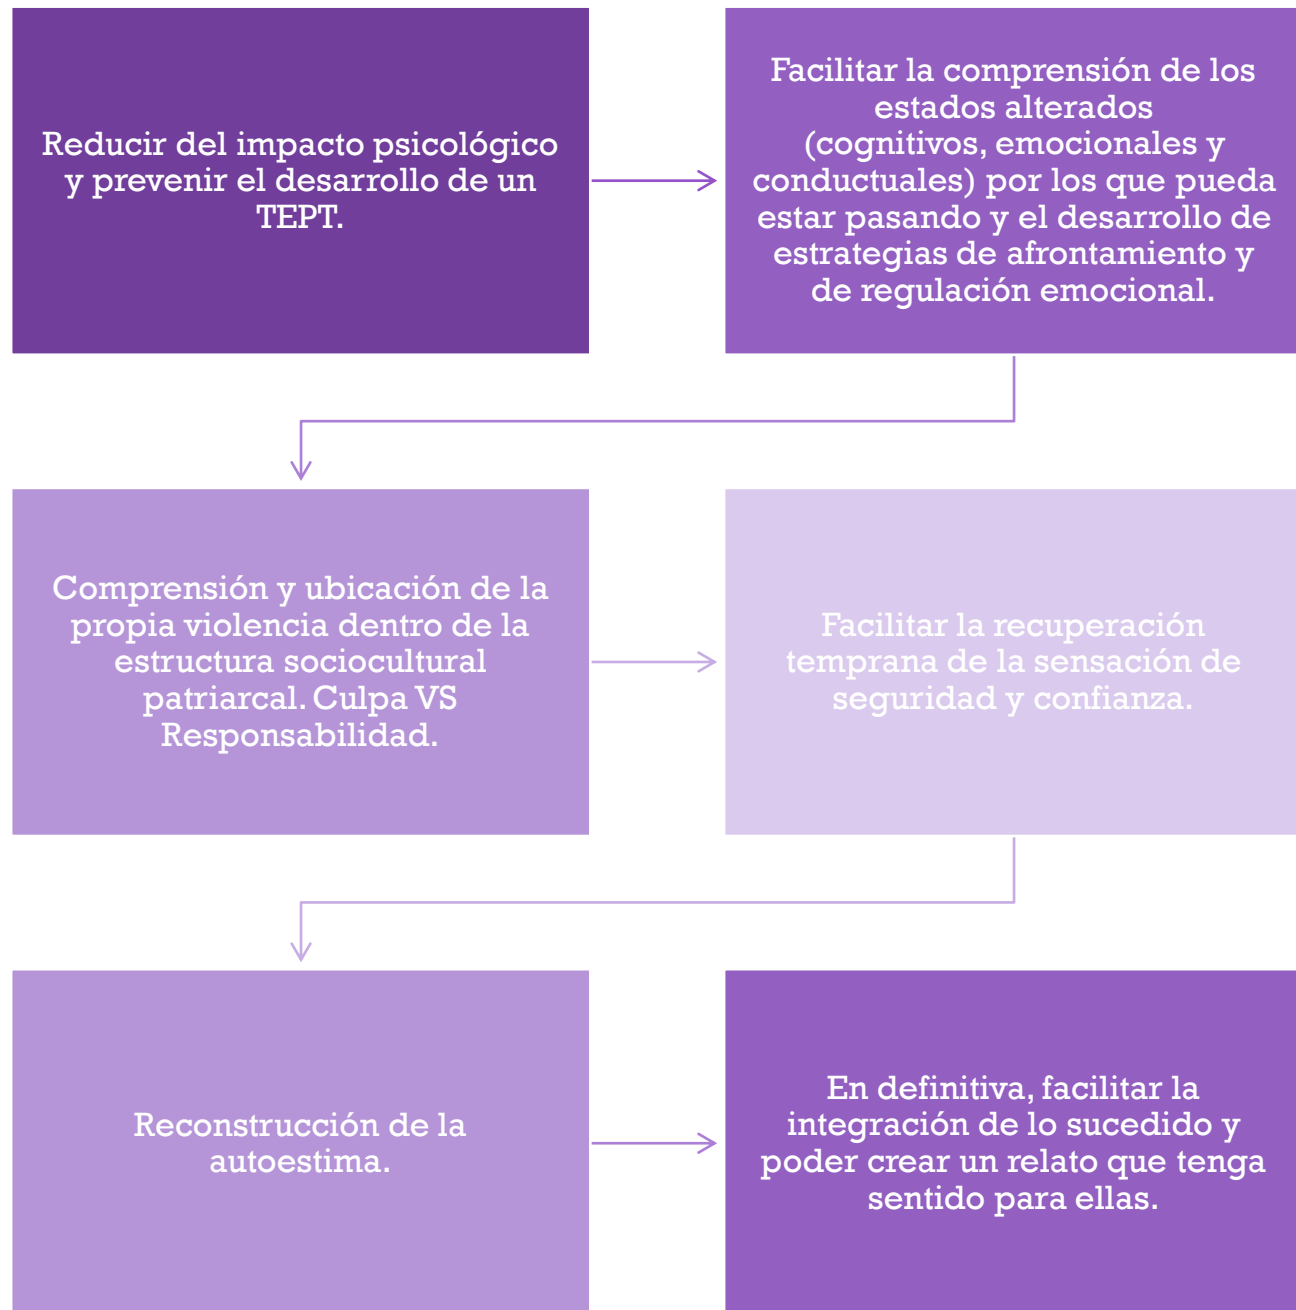 Reducir del impacto psicológico
y prevenir el desarrollo de un
TEPT.
Facilitar la comprensión de los
estados alterados
(cognitivos, emocionales y
conductuales) por los que pueda
estar pasando y el desarrollo de
estrategias de afrontamiento y
de regulación emocional.
Comprensión y ubicación de la
propia violencia dentro de la
estructura sociocultural
patriarcal. Culpa VS
Responsabilidad.
Facilitar la recuperación
temprana de la sensación de
seguridad y confianza.
Reconstrucción de la
autoestima.
En definitiva, facilitar la
integración de lo sucedido y
poder crear un relato que tenga
sentido para ellas.